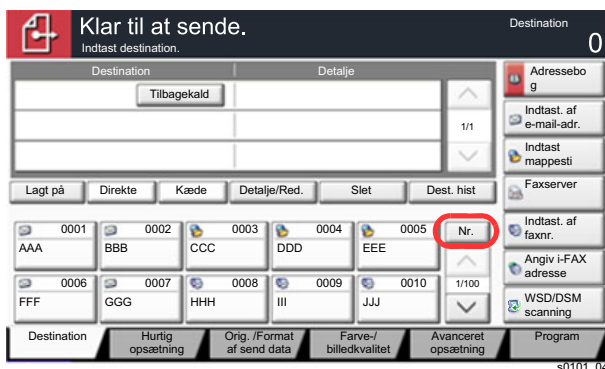 Klar til at sende.
Indtast destination.
Destination
0
Destination
Detalje
Tilbagekald
1/1
Lagt på
Direkte
Kæde
Detalje/Red.
Slet
Dest. hist
0001
AAA
0002
BBB
0003
CCC
0004
DDD
0005
EEE
Nr.
0006
FFF
0007
GGG
0008
HHH
0009
III
0010
JJJ
1/100
Adressebo
g
Indtast. af
e-mail-adr.
Indtast
mappesti
Faxserver
Indtast. af
faxnr.
Angiv i-FAX
adresse
WSD/DSM
scanning
Destination
Hurtig
opsætning
Orig. /Format
af send data
Farve-/
billedkvalitet
Avanceret
opsætning
Program
s0101_04